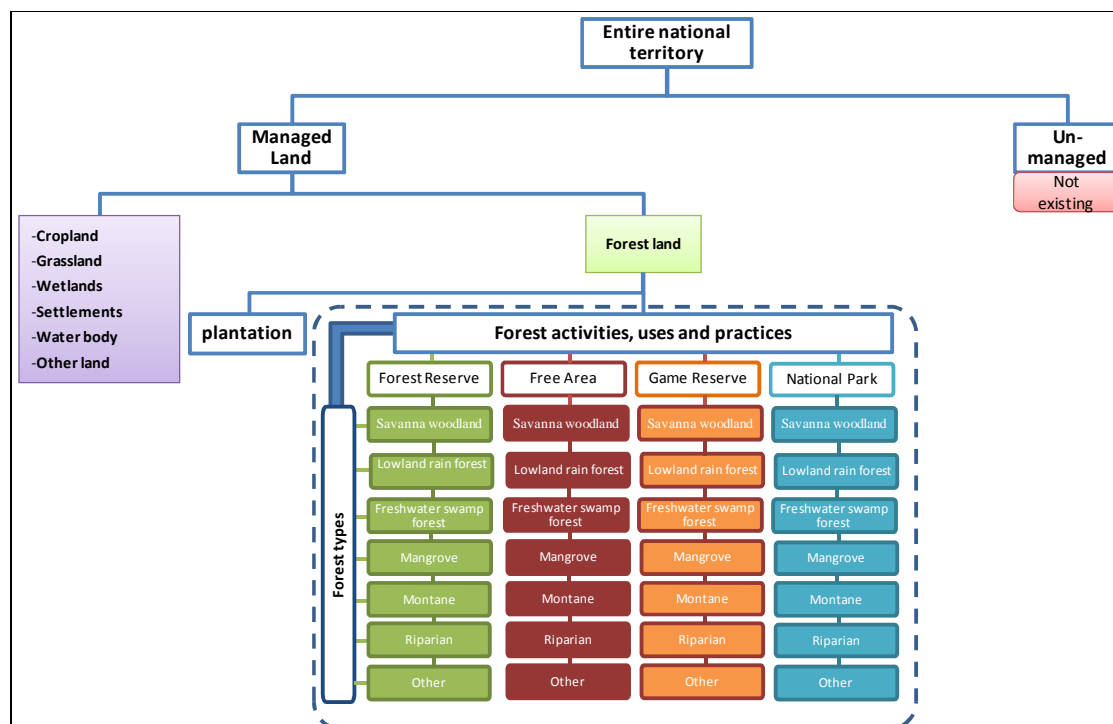 Entire national
territory
Managed
Land
Un-
managed
Not
existing
-Cropland
-Grassland
-Wetlands
-Settlements
-Water body
-Other land
Forest land
plantation
Forest activities, uses and practices
Forest types
Forest Reserve
Free Area
Game Reserve
National Park
Savanna woodland
Savanna woodland
Savanna woodland
Savanna woodland
Lowland rain forest
Lowland rain forest
Lowland rain forest
Lowland rain forest
Freshwater swamp
forest
Freshwater swamp
forest
Freshwater swamp
forest
Freshwater swamp
forest
Mangrove
Mangrove
Mangrove
Mangrove
Montane
Montane
Montane
Montane
Riparian
Riparian
Riparian
Riparian
Other
Other
Other
Other